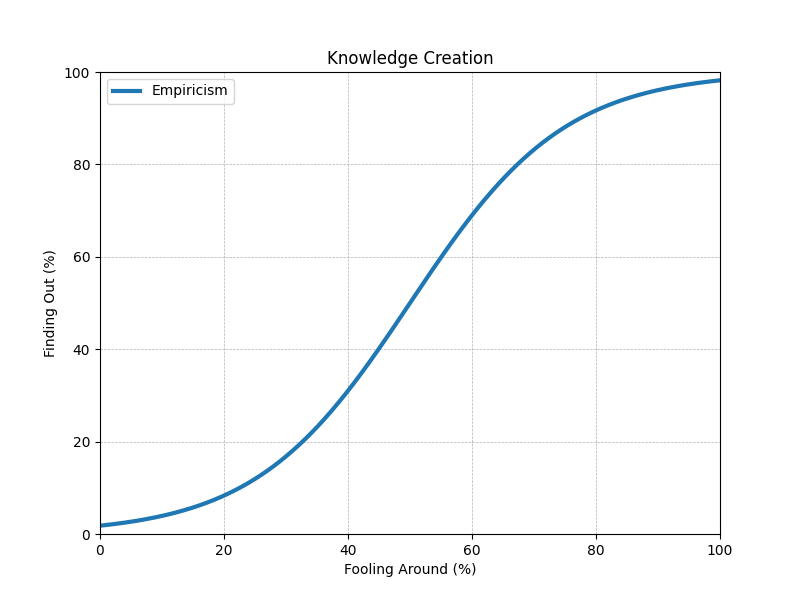 Knowledge Creation
Empiricism
100
80
60
40
20
0
Finding Out (%)
0 20 40 60 80 100
Fooling Around (%)